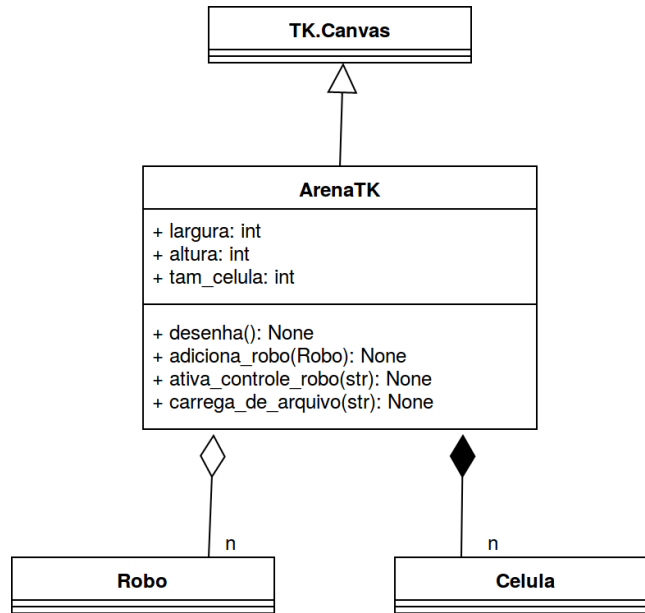 TK.Canvas
ArenaTK
+ largura: int
+ altura: int
+ tam_celula: int
+ desenha(): None
+ adiciona_robo(Robo): None
+ ativa_controle_robo(str): None
+ carrega_de_arquivo(str): None
n
n
Robo
Celula